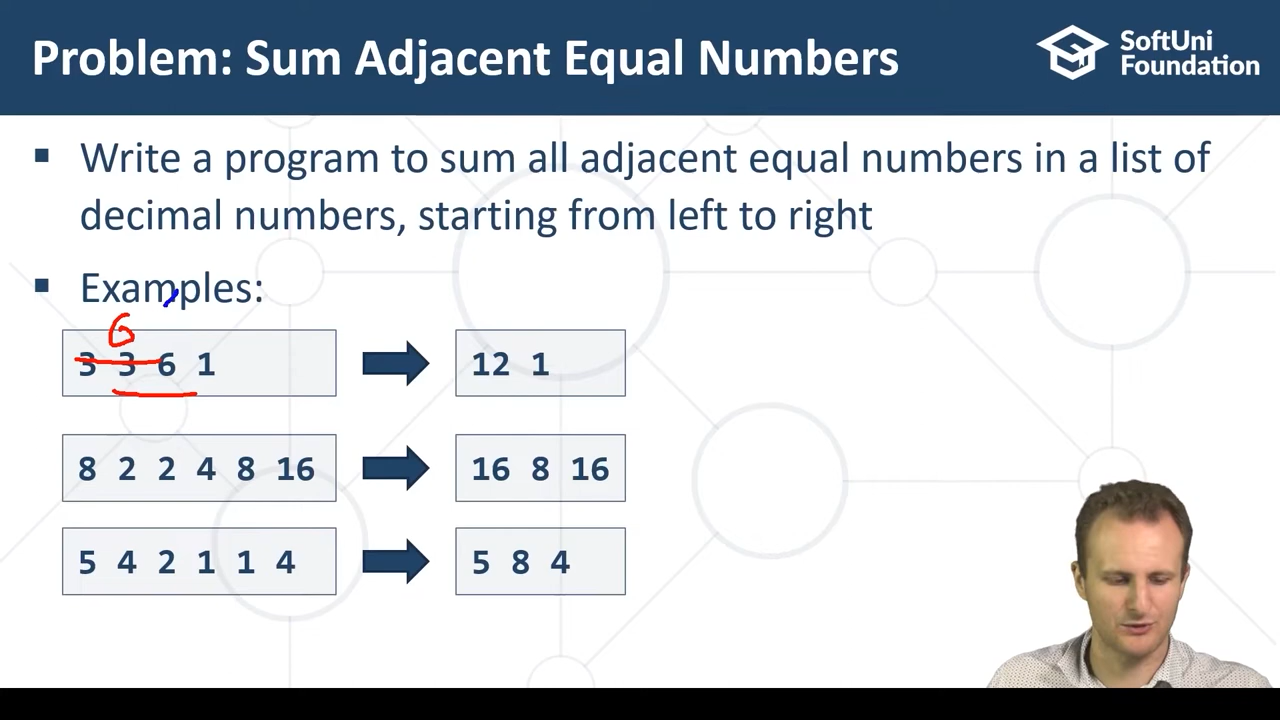 Problem: Sum Adjacent Equal Numbers
SoftUni
Foundation
Write a program to sum all adjacent equal numbers in a list of
decimal numbers, starting from left to right
Examples:
6
3 3 6 1
12 1
8 2 2 4 8 16
16 8 16
5 4 2 1 1 4
5 8 4